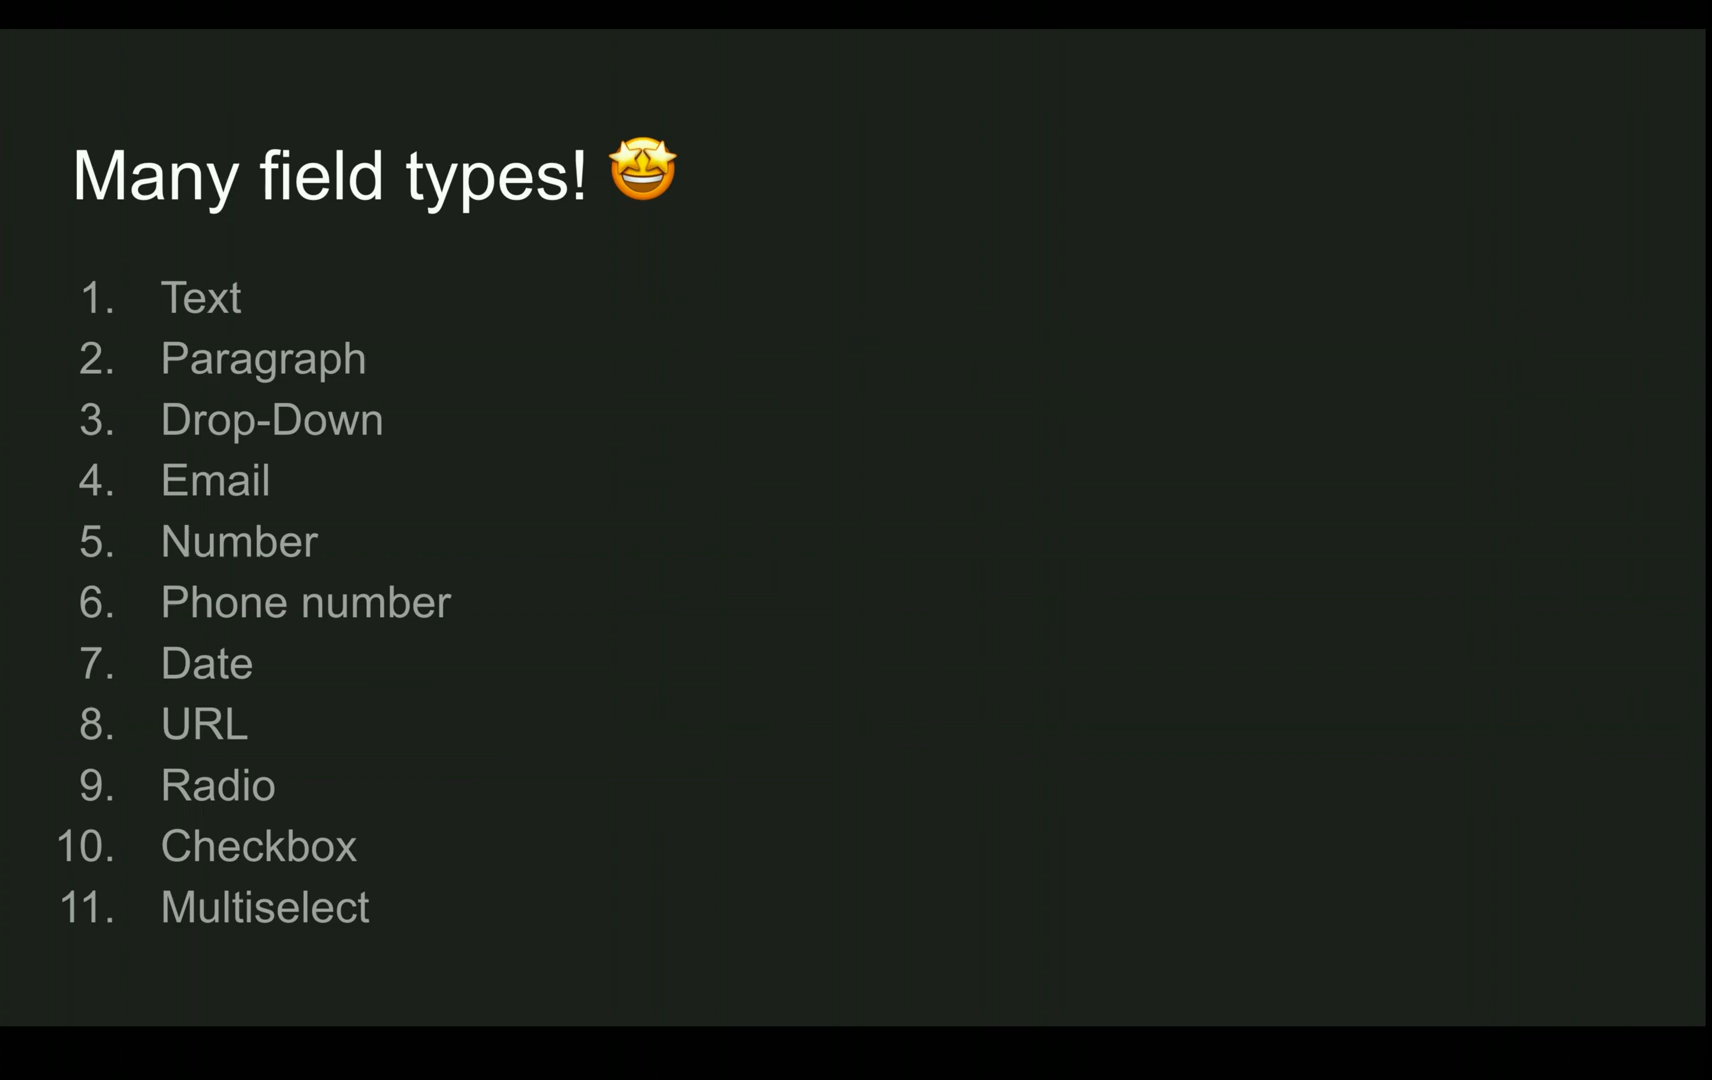 Many field types! 🤩
1. Text
2. Paragraph
3. Drop-Down
4. Email
5. Number
6. Phone number
7. Date
8. URL
9. Radio
10. Checkbox
11. Multiselect